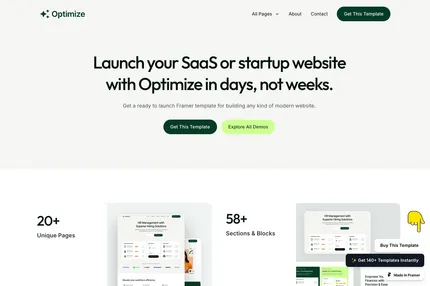 Optimize
All Pages
About
Contact
Get This Template
Launch your SaaS or startup website
with Optimize in days, not weeks.
Get a ready to launch Framer template for building any kind of modern website.
Get This Template
Explore All Demos
20+
Unique Pages
HR Management with
Superb Hiring Solutions
58+
Sections & Blocks
HR Management with
Superb Hiring Solutions
Buy This Template
Get 140+ Templates Instantly
Made in Framer